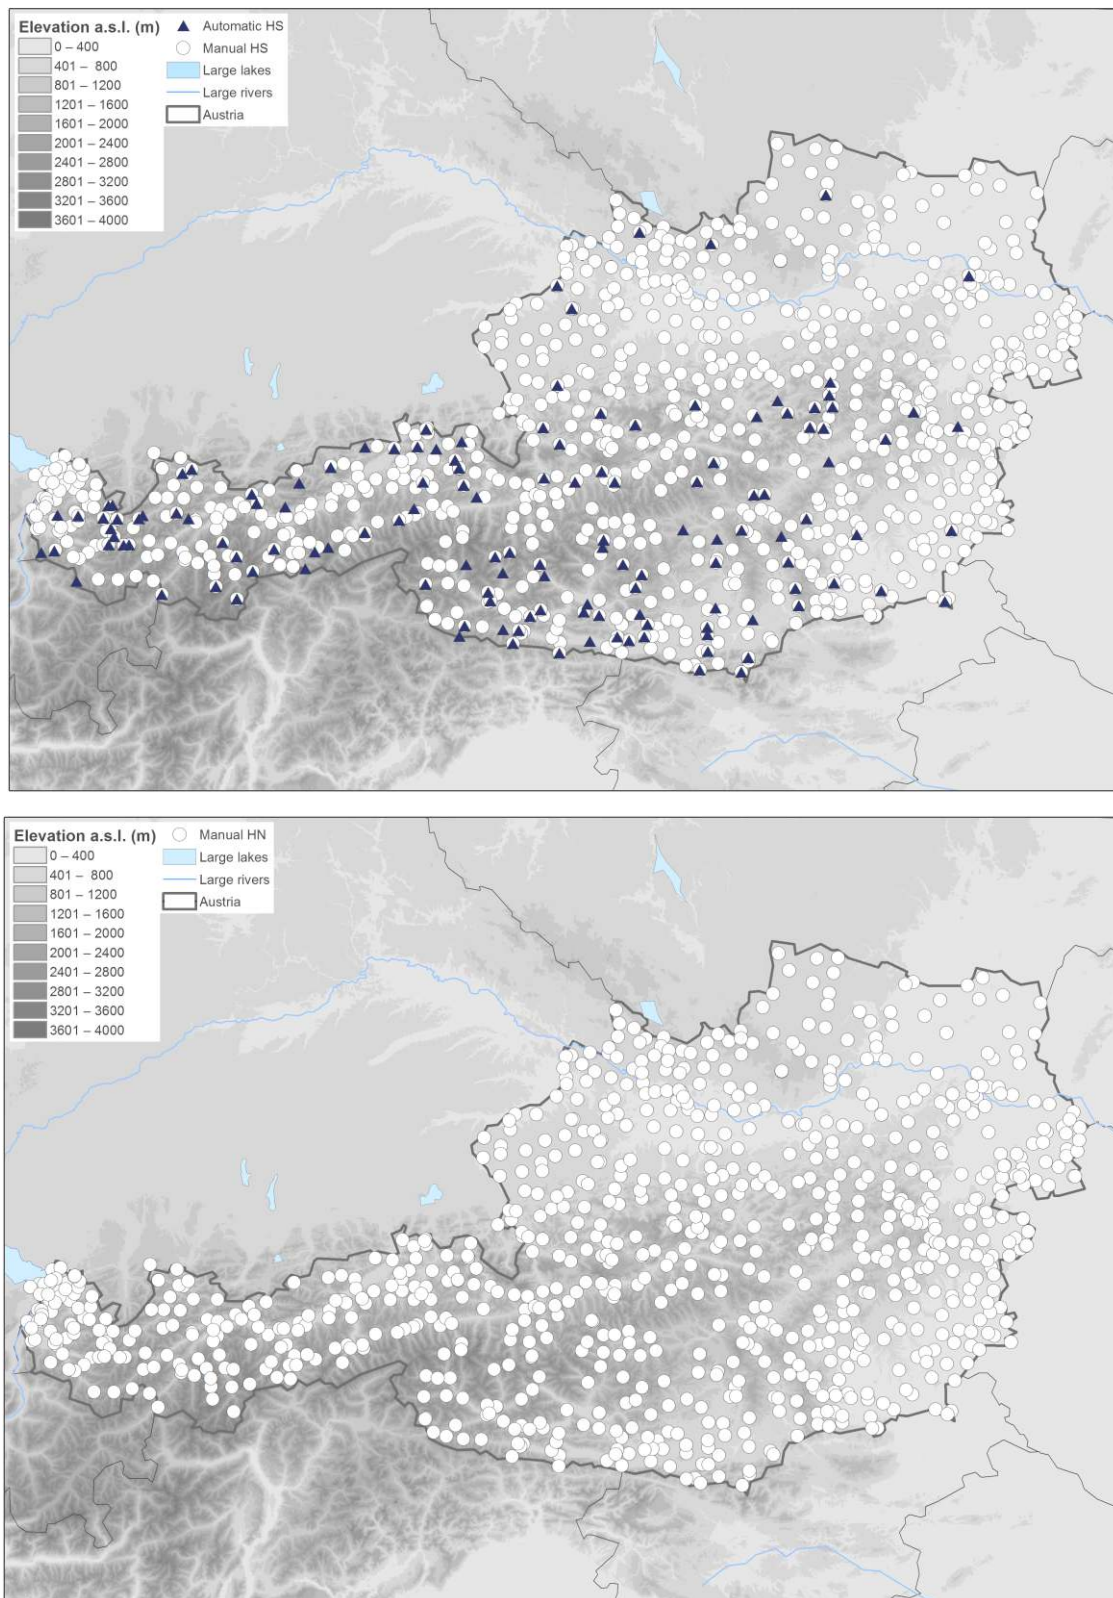 Elevation a.s.l. (m)
0 – 400
401 – 800
801 – 1200
1201 – 1600
1601 – 2000
2001 – 2400
2401 – 2800
2801 – 3200
3201 – 3600
3601 – 4000
Automatic HS
Manual HS
Large lakes
Large rivers
Austria
Elevation a.s.l. (m)
0 – 400
401 – 800
801 – 1200
1201 – 1600
1601 – 2000
2001 – 2400
2401 – 2800
2801 – 3200
3201 – 3600
3601 – 4000
Manual HN
Large lakes
Large rivers
Austria